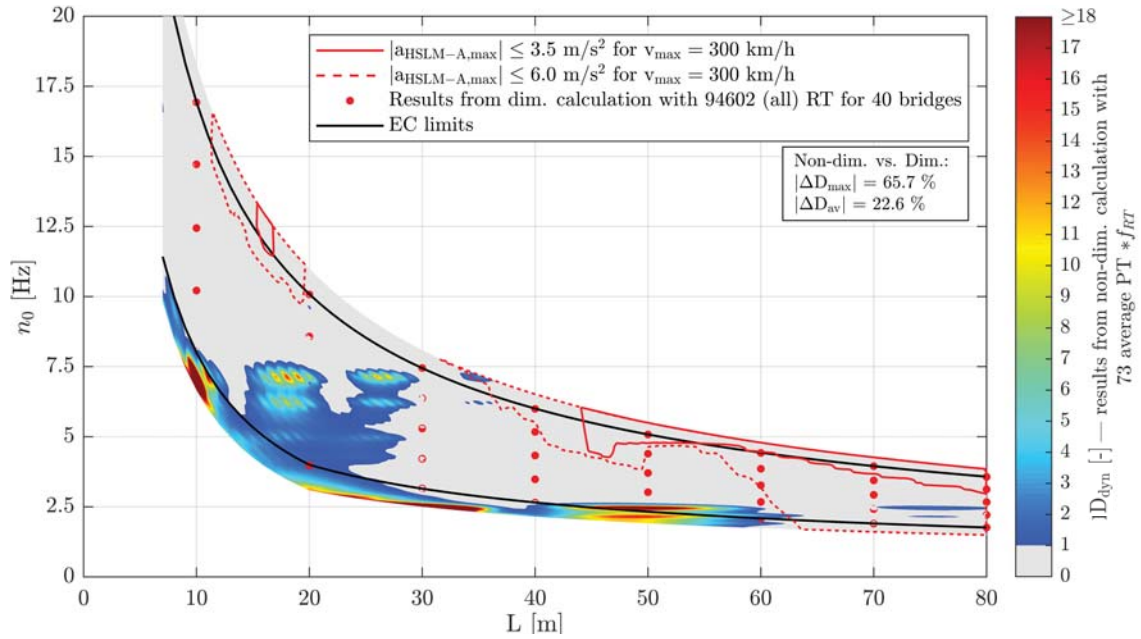 20
17.5
15
12.5
10
7.5
5
2.5
0
n₀ [Hz]
0 10 20 30 40 50 60 70 80
L [m]
|a_HSLM−A,max| ≤ 3.5 m/s² for v_max = 300 km/h
|a_HSLM−A,max| ≤ 6.0 m/s² for v_max = 300 km/h
Results from dim. calculation with 94602 (all) RT for 40 bridges
EC limits
Non-dim. vs. Dim.:
|ΔD_max| = 65.7 %
|ΔD_av| = 22.6 %
≥18
17
16
15
14
13
12
11
10
9
8
7
6
5
4
3
2
1
0
]D_dyn [-] — results from non-dim. calculation with
73 average PT * f_RT